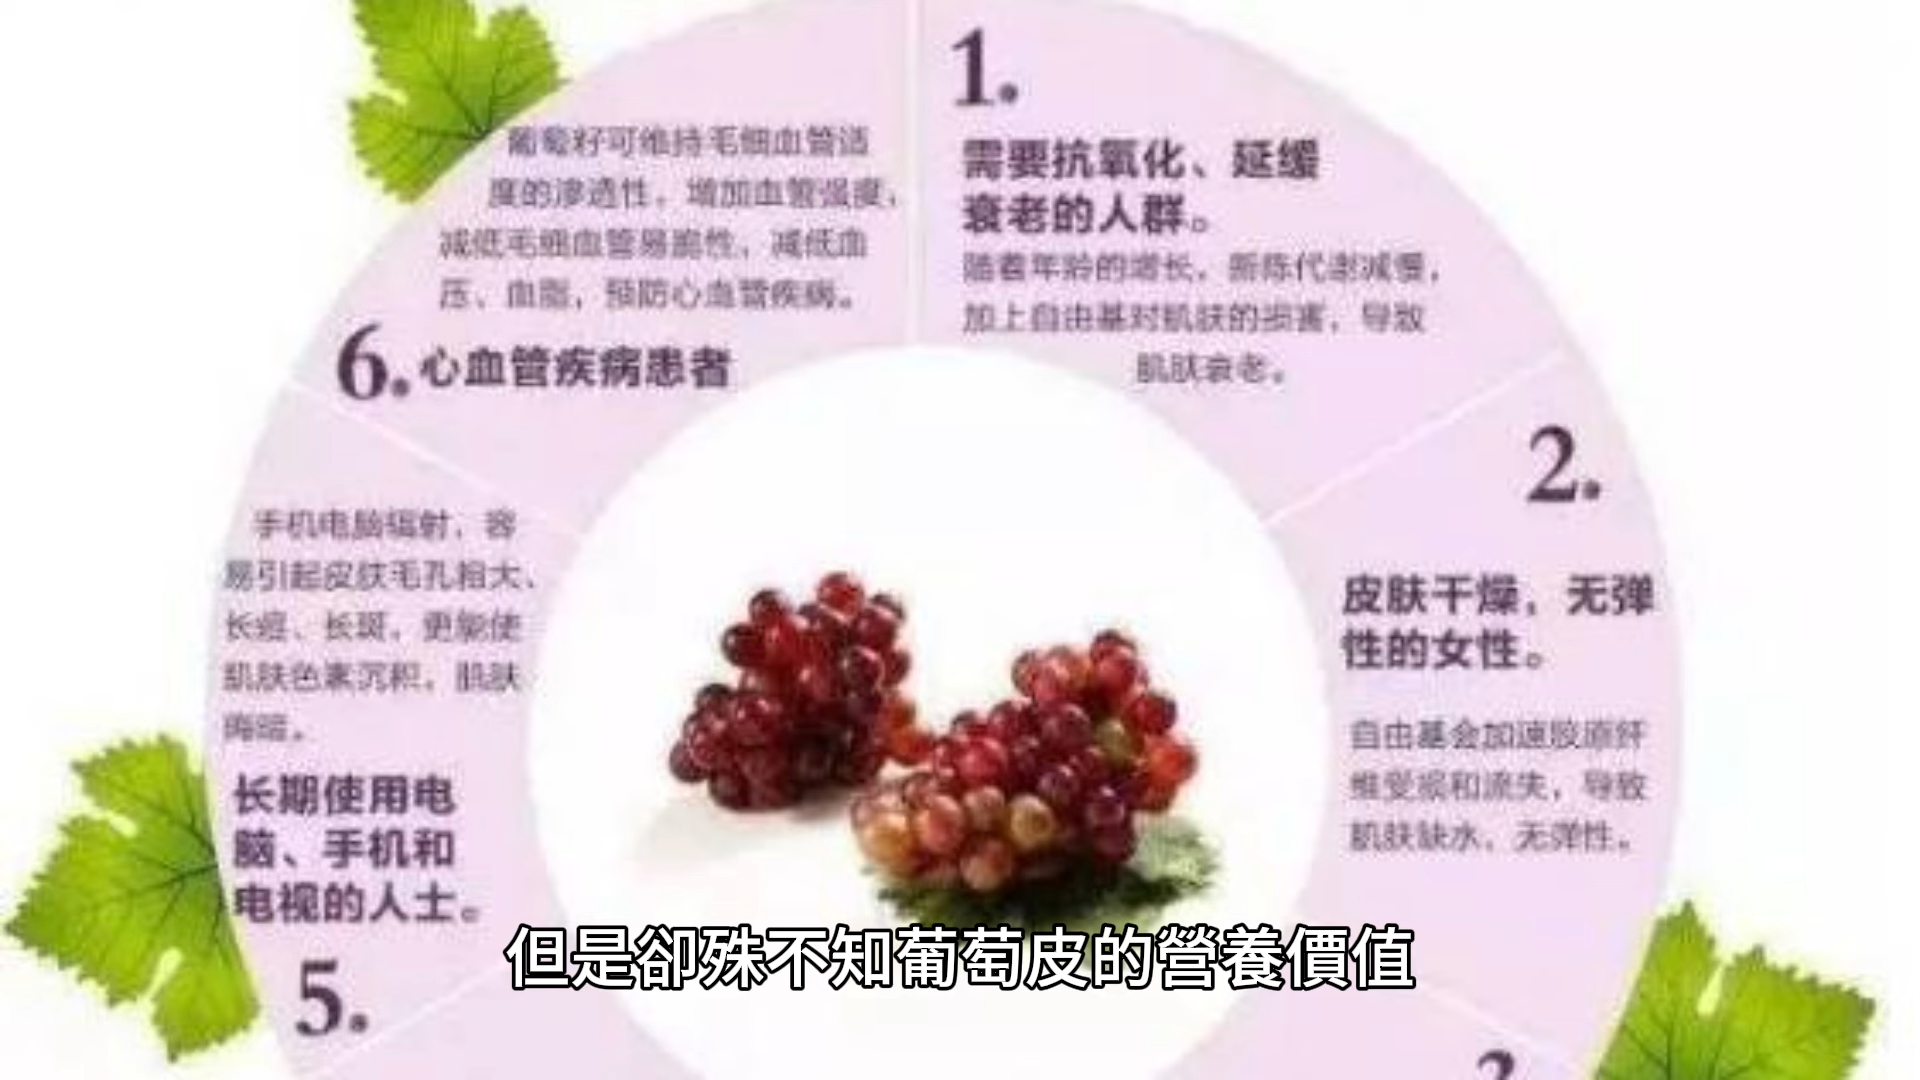 1.
需要抗氧化、延缓
衰老的人群。
随着年龄的增长，新陈代谢减慢，
加上自由基对肌肤的损害，导致
肌肤衰老。
2.
皮肤干燥，无弹
性的女性。
自由基会加速胶原纤
维受损和流失，导致
肌肤缺水，无弹性。
3
手机电脑辐射，容
易引起皮肤毛孔粗大、
长痘、长斑，更能使
肌肤色素沉积，肌肤
晦暗。
长期使用电
脑、手机和
电视的人士。
5.
葡萄籽可维持毛细血管适
度的渗透性，增加血管强度，
减低毛细血管易脆性，减低血
压、血脂，预防心血管疾病。
6.心血管疾病患者
但是卻殊不知葡萄皮的營養價值